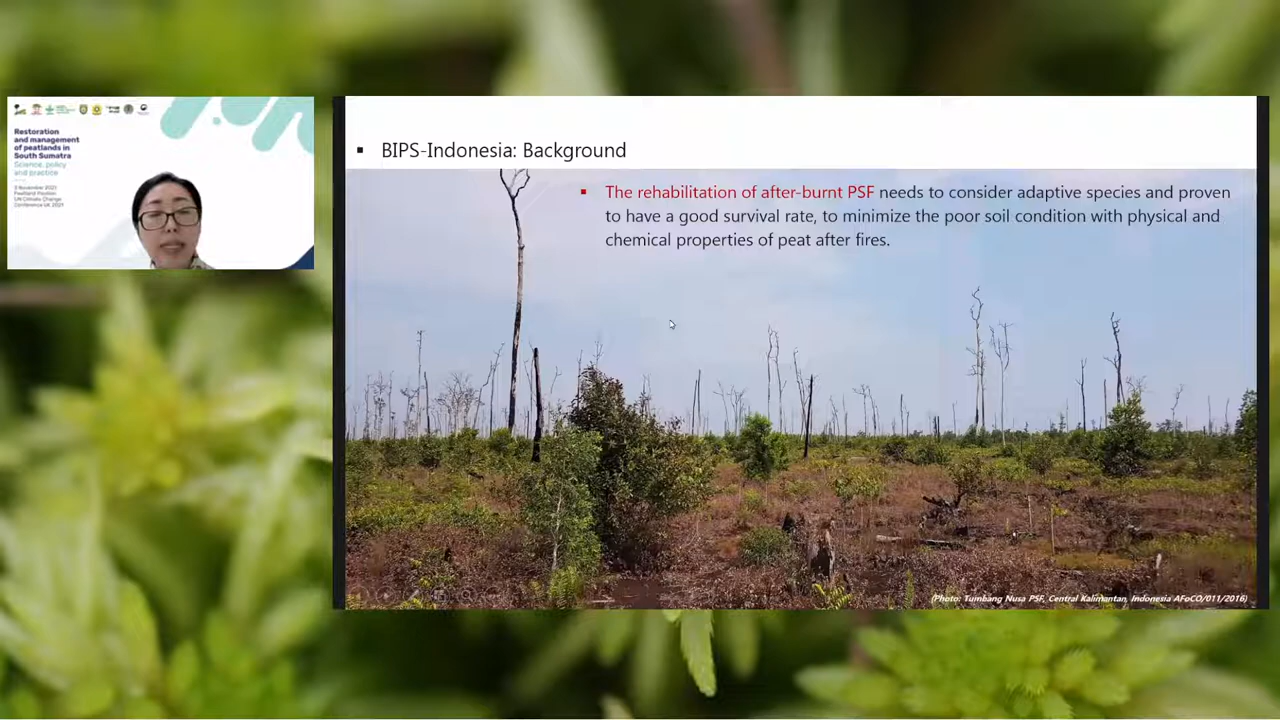 Restoration
and management
of peatlands in
South Sumatra
Science, policy
and practice
3 November 2021
Peatland Pavilion
UN Climate Change
Conference UK 2021
▪ BIPS-Indonesia: Background
▪ The rehabilitation of after-burnt PSF needs to consider adaptive species and proven
to have a good survival rate, to minimize the poor soil condition with physical and
chemical properties of peat after fires.
(Photo: Tumbang Nusa PSF, Central Kalimantan, Indonesia AFoCO/011/2016)